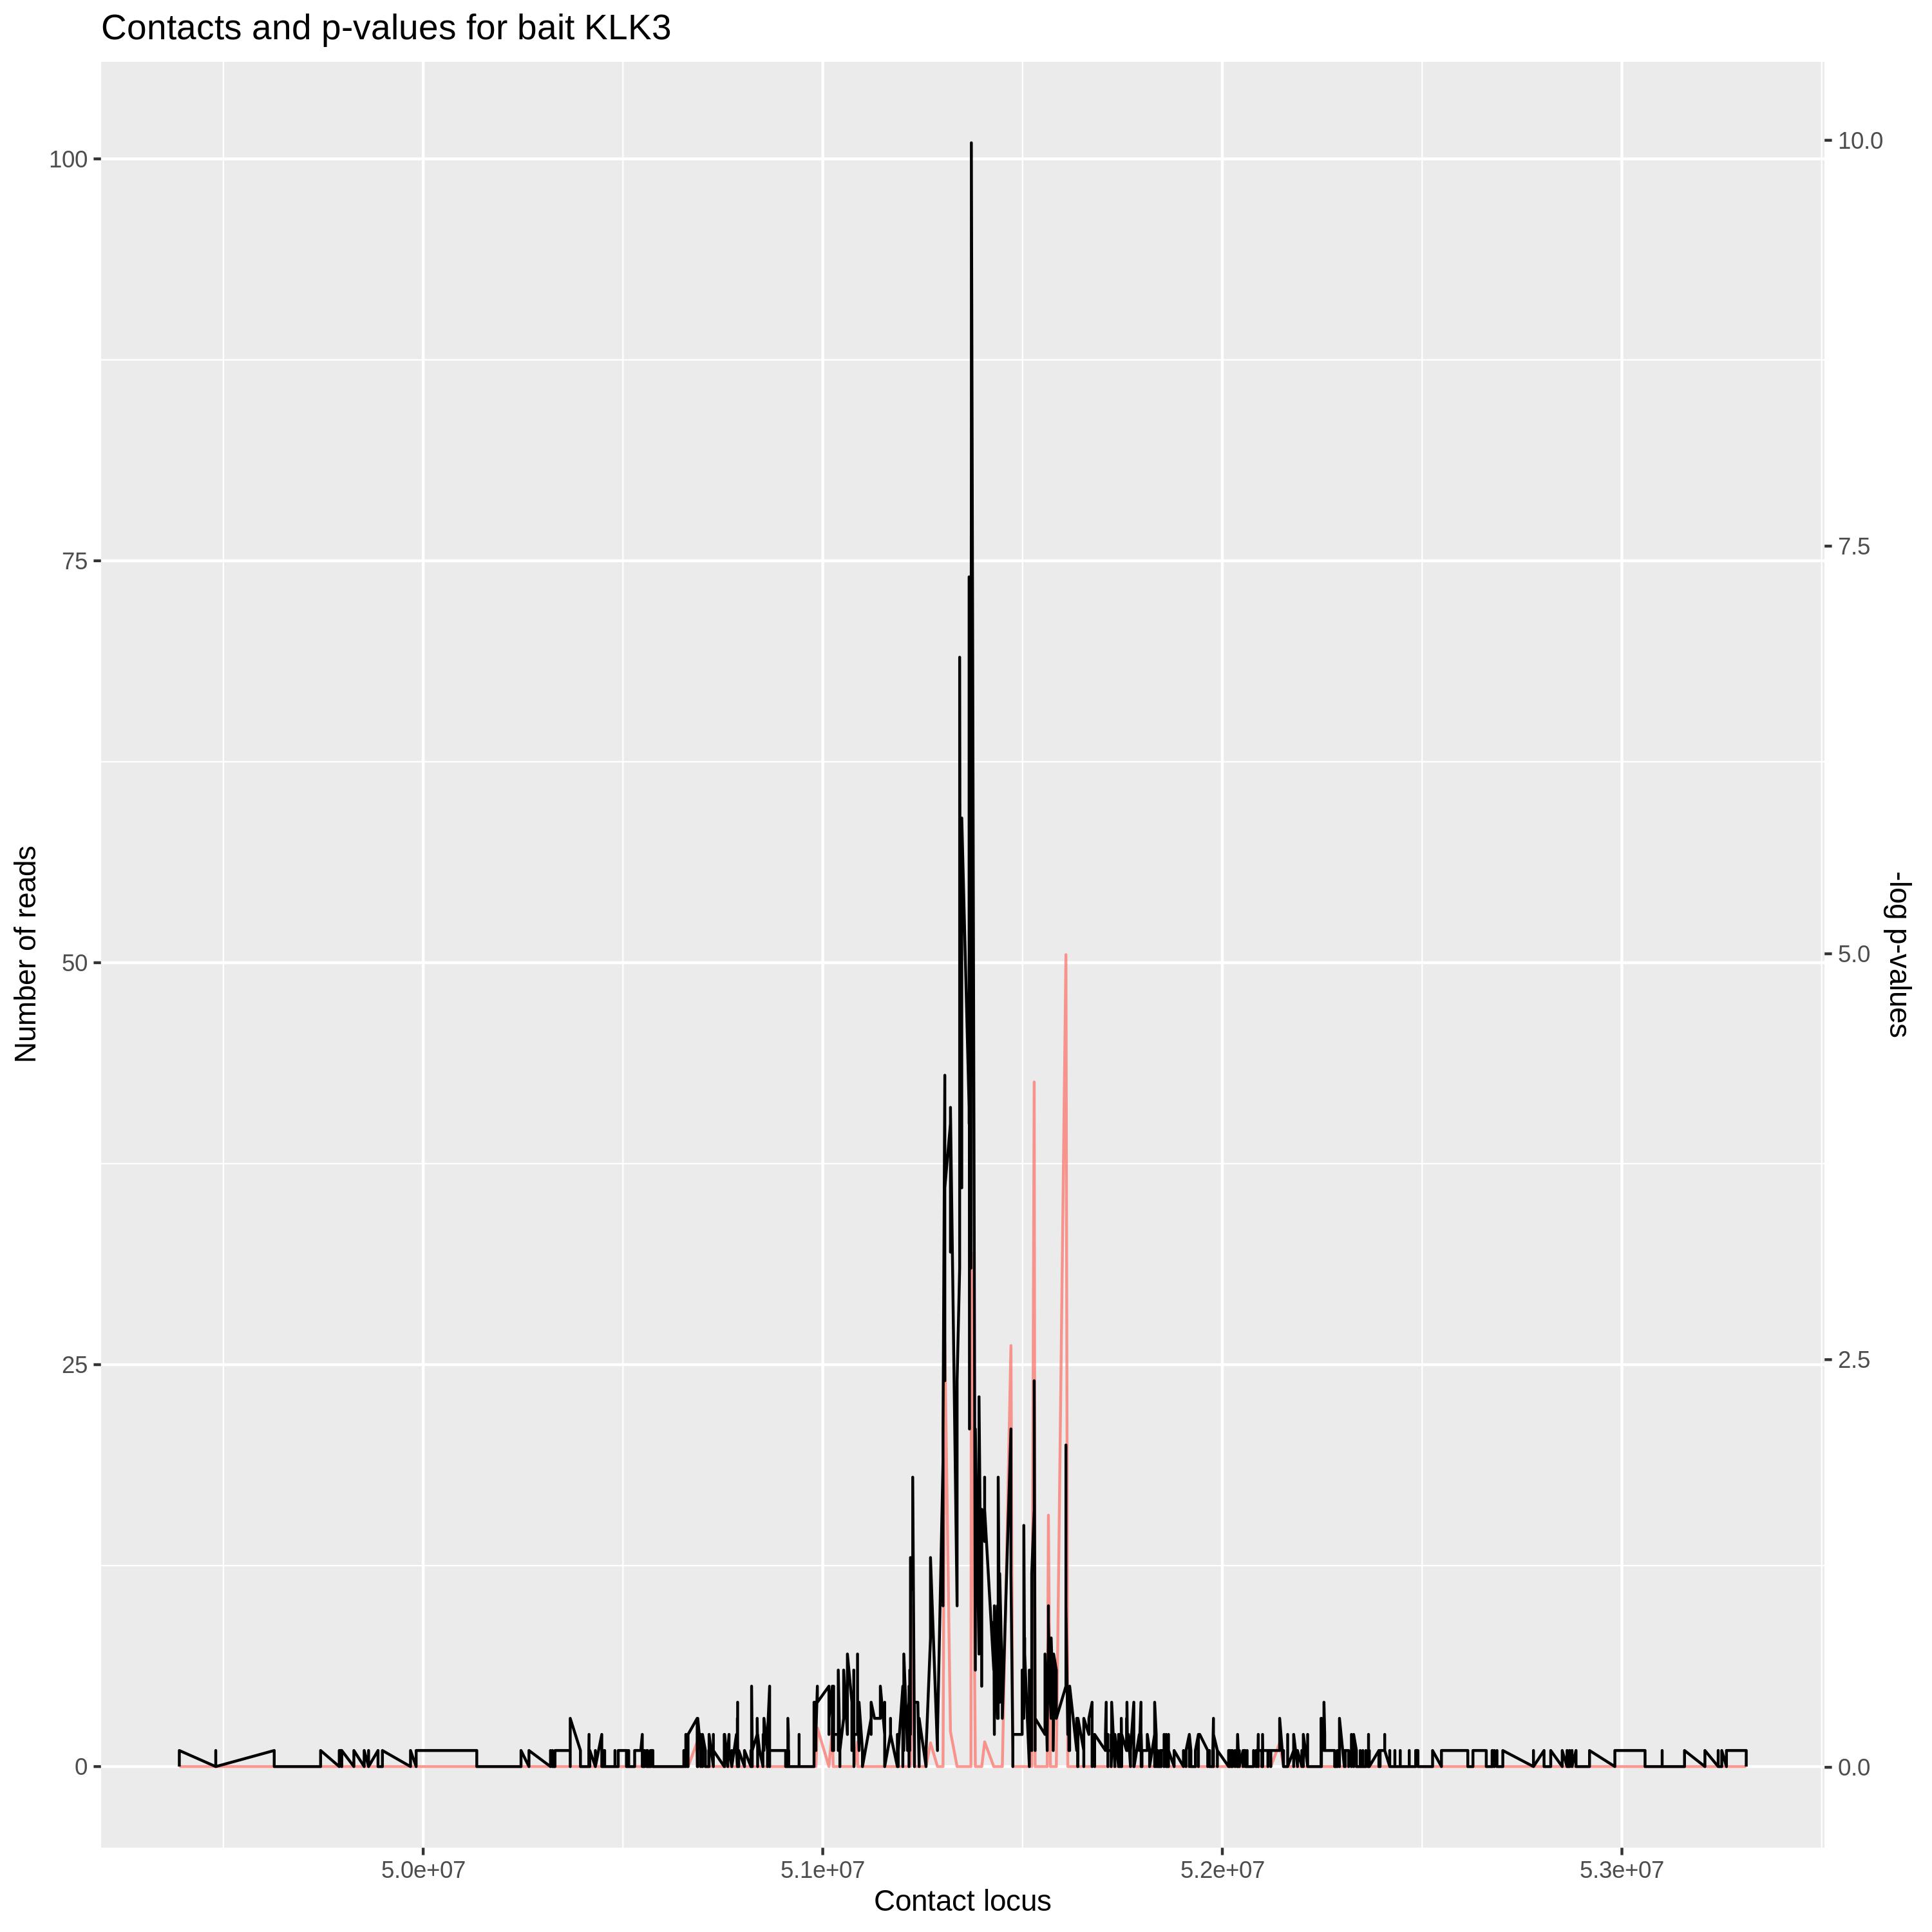 Contacts and p-values for bait KLK3
100
75
50
25
0
Number of reads
10.0
7.5
5.0
2.5
0.0
-log p-values
5.0e+07
5.1e+07
5.2e+07
5.3e+07
Contact locus